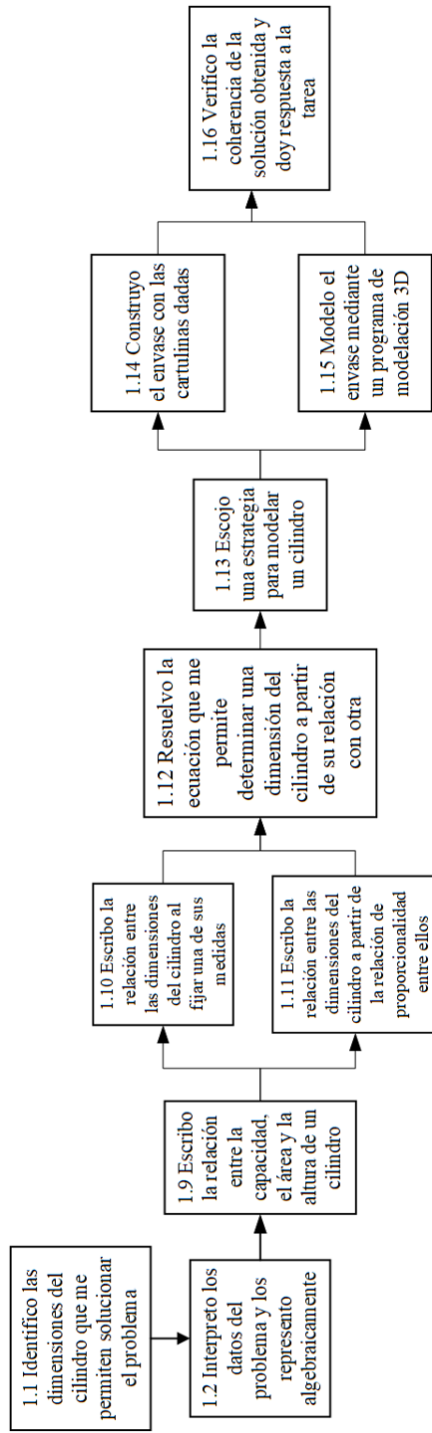 1.1 Identifico las
dimensiones del
cilindro que me
permiten solucionar
el problema
1.2 Interpreto los
datos del
problema y los
represento
algebraicamente
1.9 Escribo
la relación
entre la
capacidad,
el área y la
altura de un
cilindro
1.10 Escribo la
relación entre
las dimensiones
del cilindro al
fijar una de sus
medidas
1.11 Escribo la
relación entre las
dimensiones del
cilindro a partir de
la relación de
proporcionalidad
entre ellos
1.12 Resuelvo la
ecuación que me
permite
determinar una
dimensión del
cilindro a partir
de su relación
con otra
1.13 Escojo
una estrategia
para modelar
un cilindro
1.14 Construyo
el envase con las
cartulinas dadas
1.15 Modelo el
envase mediante
un programa de
modelación 3D
1.16 Verifico la
coherencia de la
solución obtenida y
doy respuesta a la
tarea